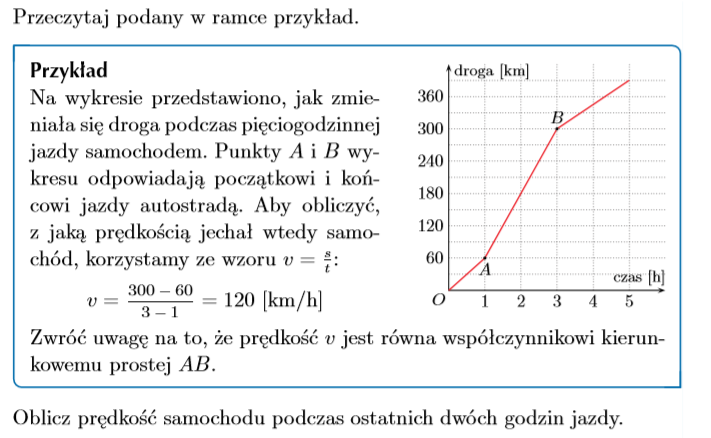 Przeczytaj podany w ramce przykład.
Przykład
Na wykresie przedstawiono, jak zmie-
niała się droga podczas pięciogodzinnej
jazdy samochodem. Punkty A i B wy-
kresu odpowiadają początkowi i koń-
cowi jazdy autostradą. Aby obliczyć,
z jaką prędkością jechał wtedy samo-
chód, korzystamy ze wzoru v = s/t:
v = (300 − 60)/(3 − 1) = 120 [km/h]
droga [km]
360
300
240
180
120
60
B
A
czas [h]
O 1 2 3 4 5
Zwróć uwagę na to, że prędkość v jest równa współczynnikowi kierun-
kowemu prostej AB.
Oblicz prędkość samochodu podczas ostatnich dwóch godzin jazdy.